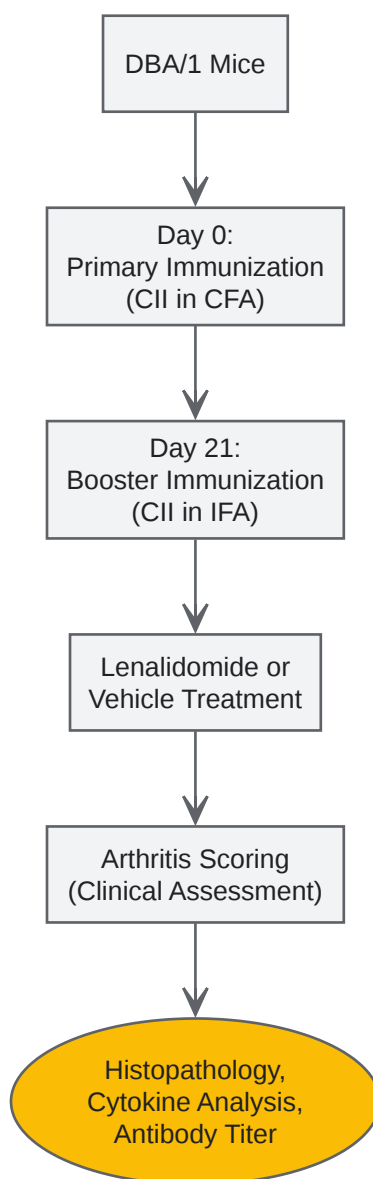 DBA/1 Mice
Day 0:
Primary Immunization
(CII in CFA)
Day 21:
Booster Immunization
(CII in IFA)
Lenalidomide or
Vehicle Treatment
Arthritis Scoring
(Clinical Assessment)
Histopathology,
Cytokine Analysis,
Antibody Titer